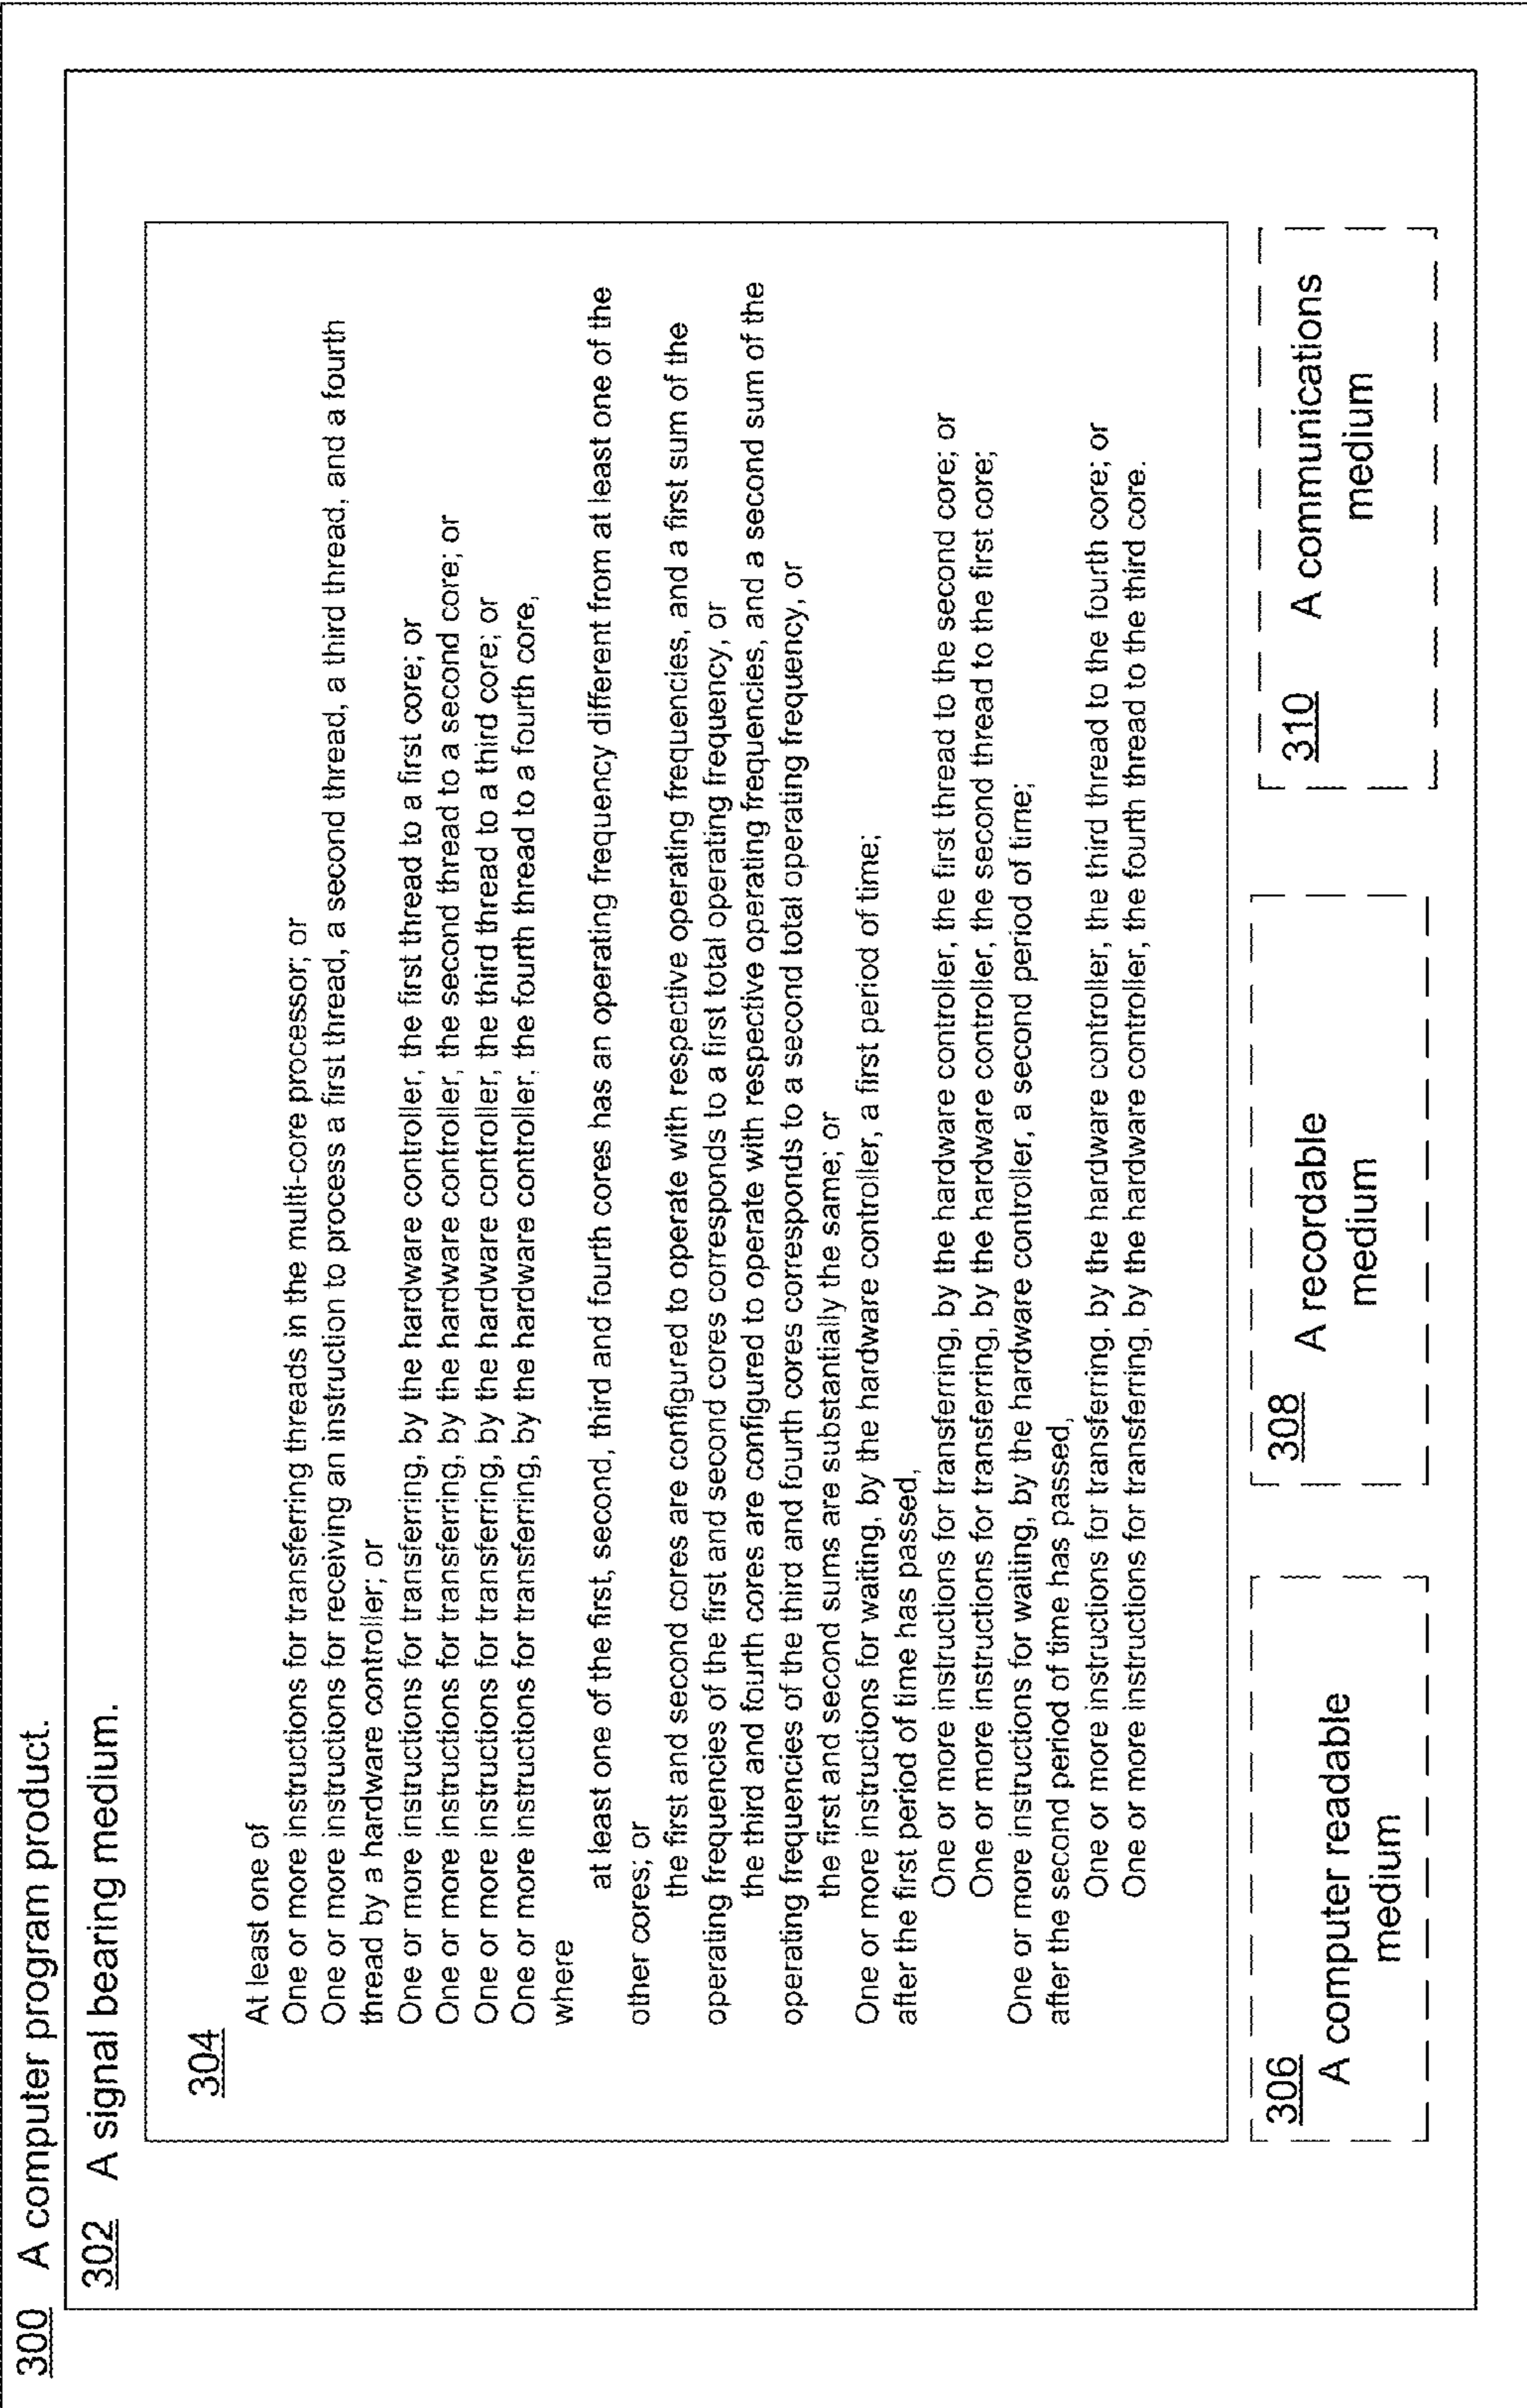 300 A computer program product.
302 A signal bearing medium.
304
At least one of
One or more instructions for transferring threads in the multi-core processor; or
One or more instructions for receiving an instruction to process a first thread, a second thread, a third thread, and a fourth
thread by a hardware controller; or
One or more instructions for transferring, by the hardware controller, the first thread to a first core; or
One or more instructions for transferring, by the hardware controller, the second thread to a second core; or
One or more instructions for transferring, by the hardware controller, the third thread to a third core; or
One or more instructions for transferring, by the hardware controller, the fourth thread to a fourth core,
where
at least one of the first, second, third and fourth cores has an operating frequency different from at least one of the
other cores; or
the first and second cores are configured to operate with respective operating frequencies, and a first sum of the
operating frequencies of the first and second cores corresponds to a first total operating frequency, or
the third and fourth cores are configured to operate with respective operating frequencies, and a second sum of the
operating frequencies of the third and fourth cores corresponds to a second total operating frequency, or
the first and second sums are substantially the same; or
One or more instructions for waiting, by the hardware controller, a first period of time;
after the first period of time has passed,
One or more instructions for transferring, by the hardware controller, the first thread to the second core; or
One or more instructions for transferring, by the hardware controller, the second thread to the first core;
One or more instructions for waiting, by the hardware controller, a second period of time;
after the second period of time has passed,
One or more instructions for transferring, by the hardware controller, the third thread to the fourth core; or
One or more instructions for transferring, by the hardware controller, the fourth thread to the third core.
306
A computer readable
medium
308
A recordable
medium
310
A communications
medium